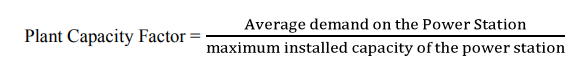 Plant Capacity Factor = Average demand on the Power Station
maximum installed capacity of the power station